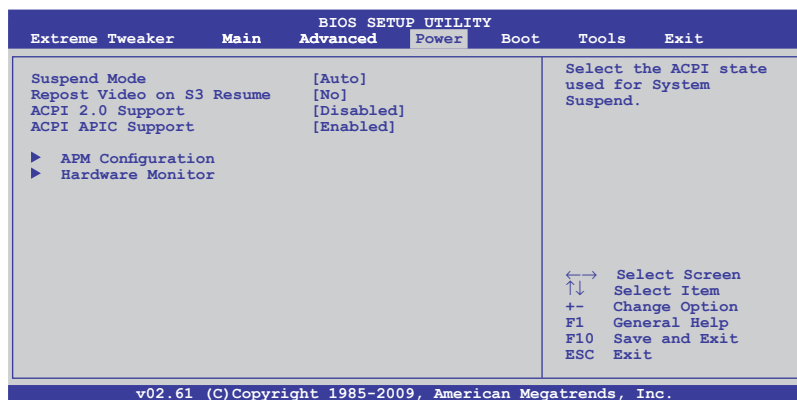 BIOS SETUP UTILITY
Extreme Tweaker Main Advanced Power Boot Tools Exit
Suspend Mode [Auto]
Repost Video on S3 Resume [No]
ACPI 2.0 Support [Disabled]
ACPI APIC Support [Enabled]
▶ APM Configuration
▶ Hardware Monitor
Select the ACPI state
used for System
Suspend.
←→ Select Screen
↑↓ Select Item
+- Change Option
F1 General Help
F10 Save and Exit
ESC Exit
v02.61 (C)Copyright 1985-2009, American Megatrends, Inc.